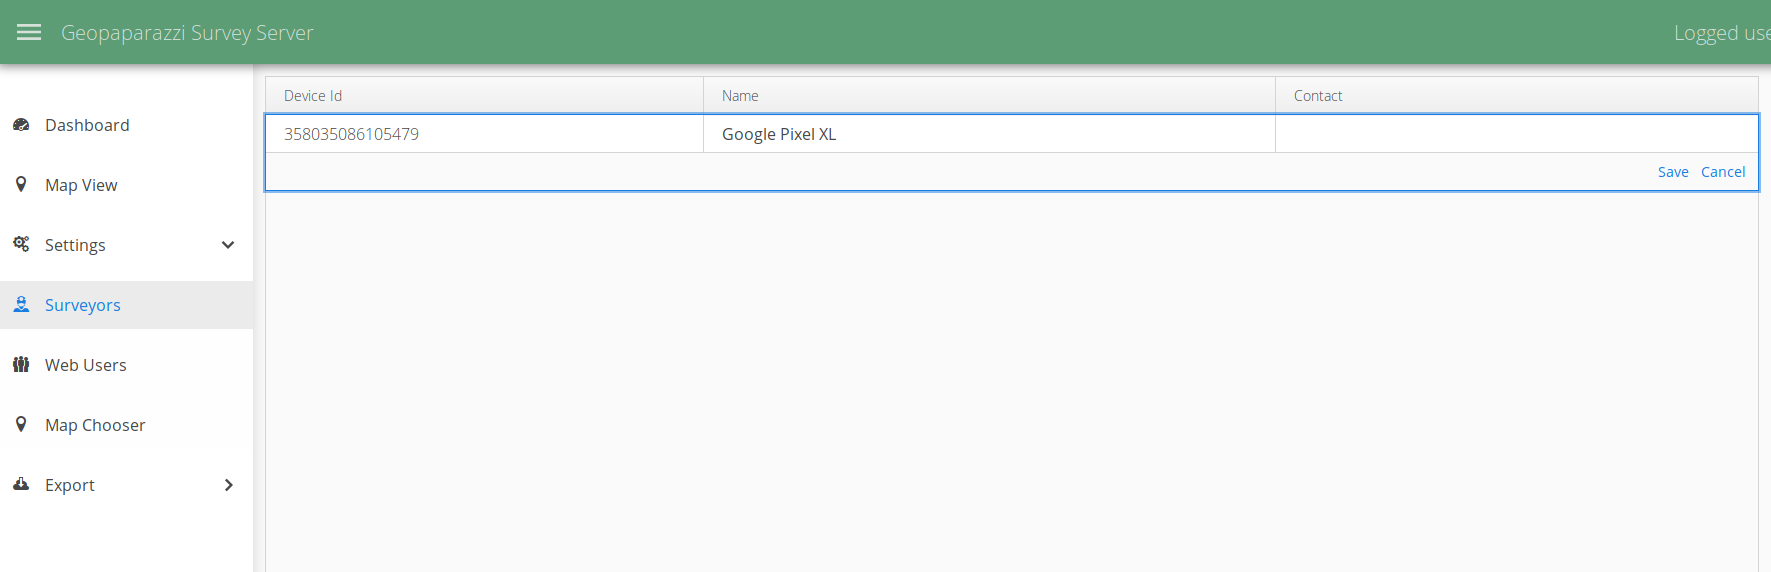 Geopaparazzi Survey Server
Logged use
Dashboard
Map View
Settings
Surveyors
Web Users
Map Chooser
Export
Device Id Name Contact
358035086105479 Google Pixel XL
Save Cancel